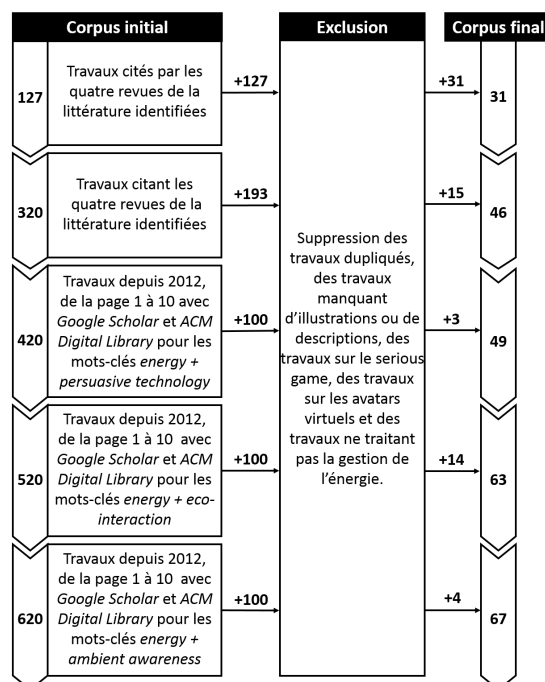 Corpus initial
Exclusion
Corpus final
127
Travaux cités par les
quatre revues de la
littérature identifiées
+127
+31
31
320
Travaux citant les
quatre revues de la
littérature identifiées
+193
+15
46
420
Travaux depuis 2012,
de la page 1 à 10 avec
Google Scholar et ACM
Digital Library pour les
mots-clés energy +
persuasive technology
+100
Suppression des
travaux dupliqués,
des travaux
manquant
d’illustrations ou de
descriptions, des
travaux sur le serious
game, des travaux
sur les avatars
virtuels et des
travaux ne traitant
pas la gestion de
l’énergie.
+3
49
520
Travaux depuis 2012,
de la page 1 à 10 avec
Google Scholar et ACM
Digital Library pour les
mots-clés energy + eco-
interaction
+100
+14
63
620
Travaux depuis 2012,
de la page 1 à 10 avec
Google Scholar et ACM
Digital Library pour les
mots-clés energy +
ambient awareness
+100
+4
67